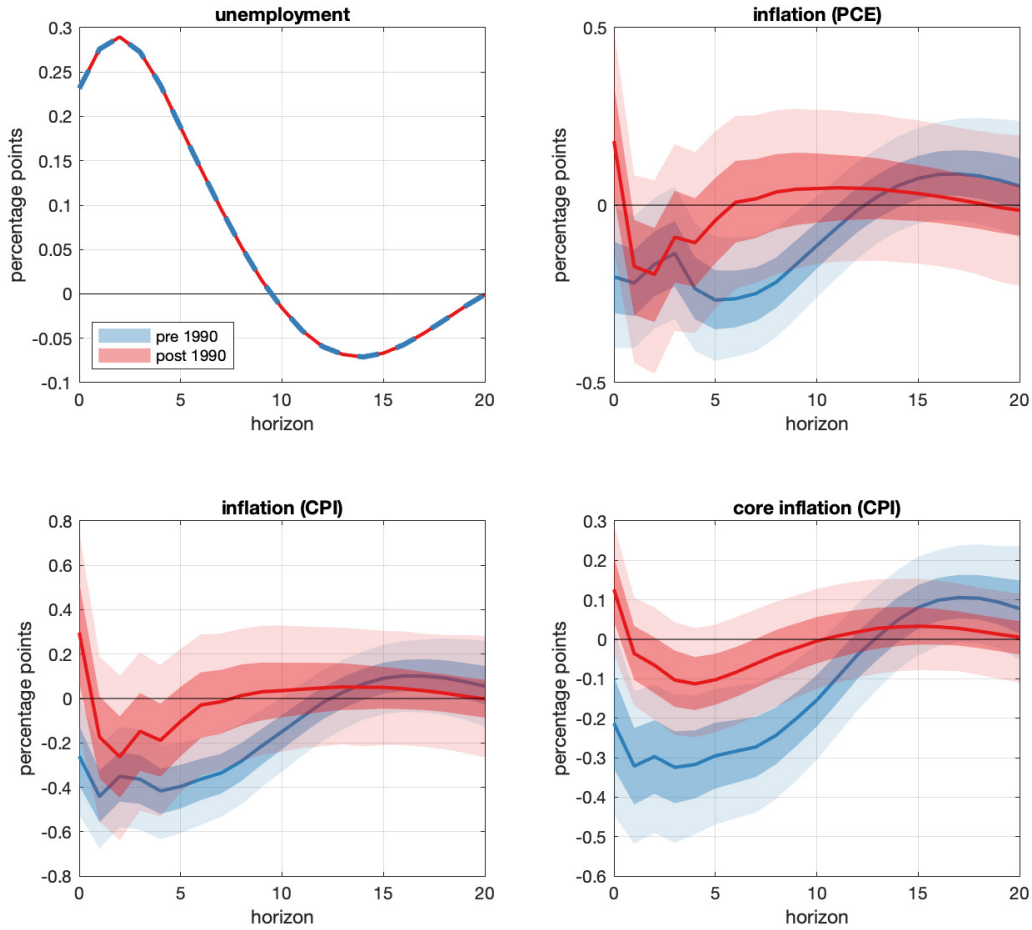 unemployment
percentage points
0.3
0.25
0.2
0.15
0.1
0.05
0
-0.05
-0.1
pre 1990
post 1990
0 5 10 15 20
horizon
inflation (PCE)
percentage points
0.5
0
-0.5
0 5 10 15 20
horizon
inflation (CPI)
percentage points
0.8
0.6
0.4
0.2
0
-0.2
-0.4
-0.6
-0.8
0 5 10 15 20
horizon
core inflation (CPI)
percentage points
0.3
0.2
0.1
0
-0.1
-0.2
-0.3
-0.4
-0.5
-0.6
0 5 10 15 20
horizon